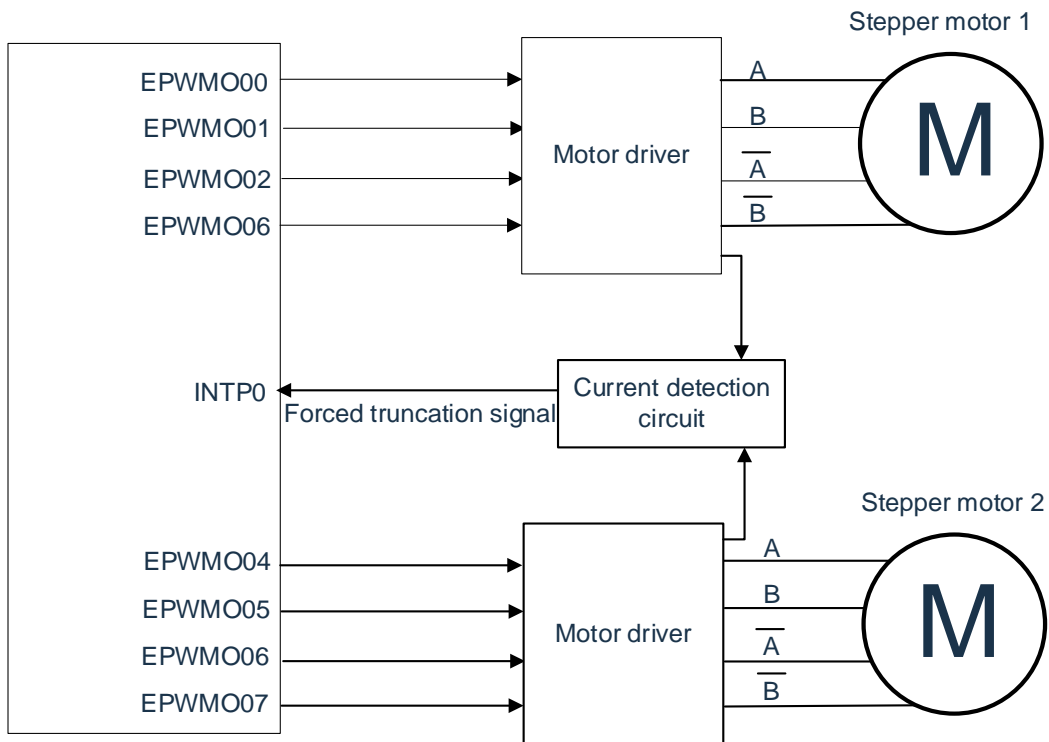 Stepper motor 1
EPWMO00
EPWMO01
EPWMO02
EPWMO06
Motor driver
A
B
A̅
B̅
M
INTP0
Forced truncation signal
Current detection
circuit
Stepper motor 2
EPWMO04
EPWMO05
EPWMO06
EPWMO07
Motor driver
A
B
A̅
B̅
M